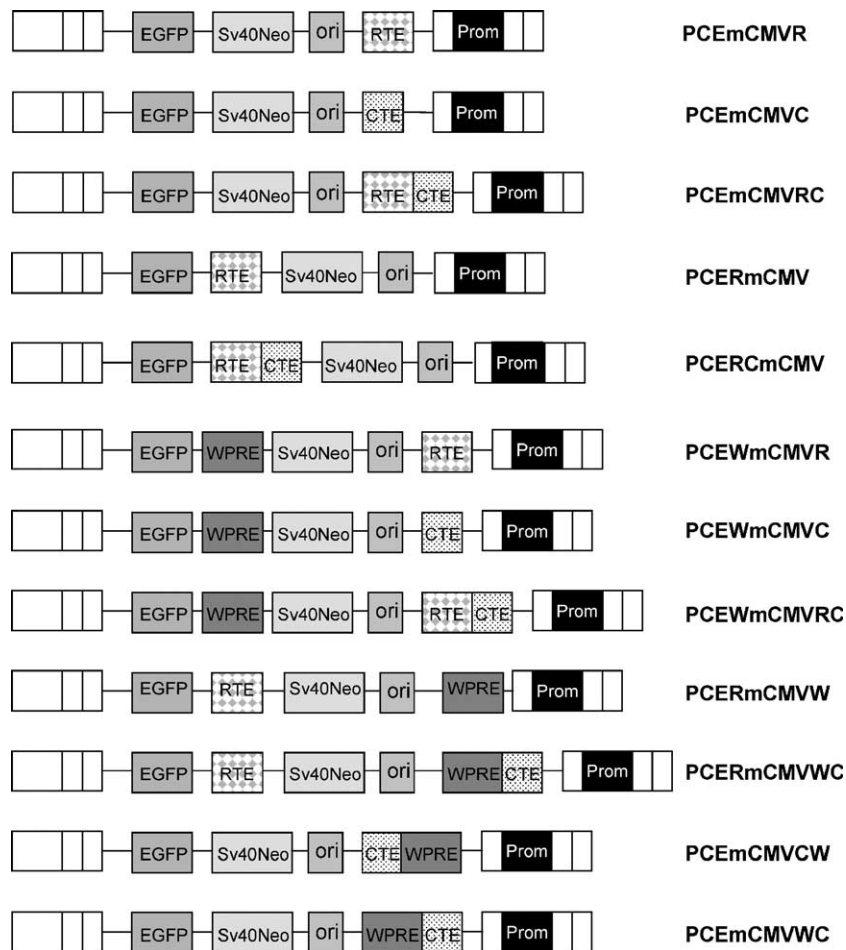 EGFP Sv40Neo ori RTE Prom PCEmCMVR
EGFP Sv40Neo ori CTE Prom PCEmCMVC
EGFP Sv40Neo ori RTE CTE Prom PCEmCMVRC
EGFP RTE Sv40Neo ori Prom PCERmCMV
EGFP RTE CTE Sv40Neo ori Prom PCERCmCMV
EGFP WPRE Sv40Neo ori RTE Prom PCEWmCMVR
EGFP WPRE Sv40Neo ori CTE Prom PCEWmCMVC
EGFP WPRE Sv40Neo ori RTE CTE Prom PCEWmCMVRC
EGFP RTE Sv40Neo ori WPRE Prom PCERmCMVW
EGFP RTE Sv40Neo ori WPRE CTE Prom PCERmCMVWC
EGFP Sv40Neo ori CTE WPRE Prom PCEmCMVCW
EGFP Sv40Neo ori WPRE CTE Prom PCEmCMVWC